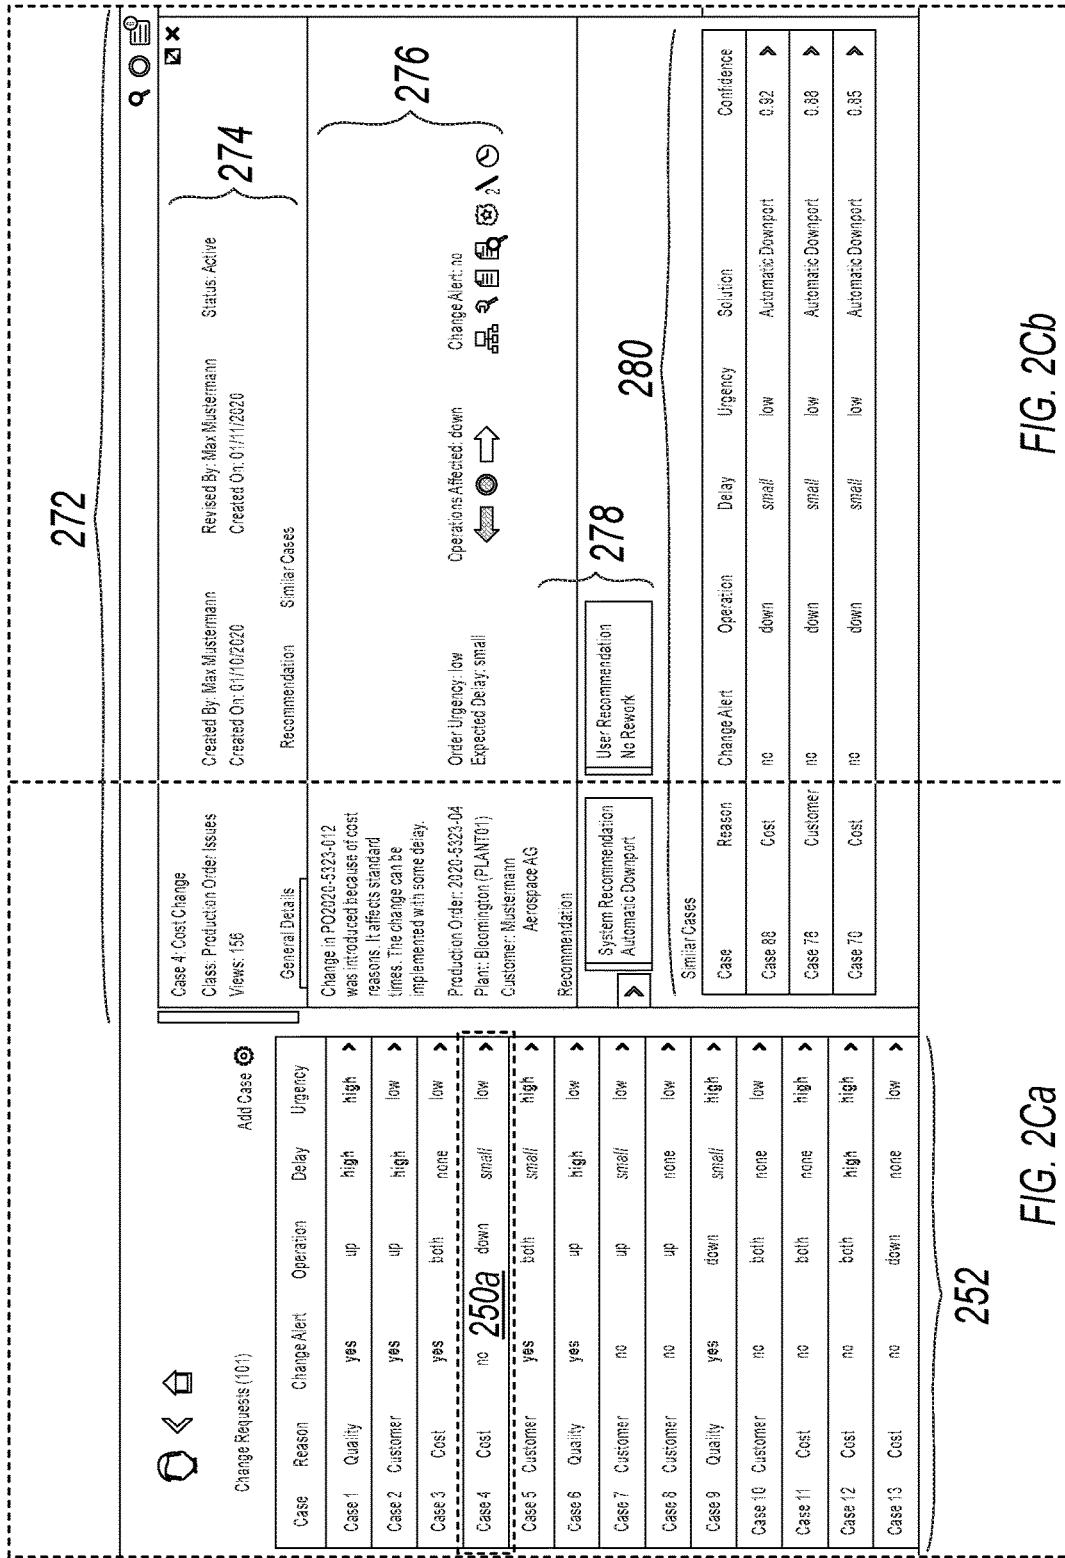 272
Change Requests (101)
Add Case
Case Reason Change Alert Operation Delay Urgency
Case 1 Quality yes up high high
Case 2 Customer yes up high low
Case 3 Cost yes both none low
Case 4 Cost no down small low
250a
Case 5 Customer yes both small high
Case 6 Quality yes up high low
Case 7 Customer no up small low
Case 8 Customer no up none low
Case 9 Quality yes down small high
Case 10 Customer no both none low
Case 11 Cost no both none high
Case 12 Cost no both high high
Case 13 Cost no down none low
252
FIG. 2Ca
Case 4: Cost Change
Class: Production Order Issues
Views: 156
Created By: Max Mustermann
Created On: 01/10/2020
Revised By: Max Mustermann
Created On: 01/11/2020
Status: Active
274
General Details Recommendation Similar Cases
Change in PO2020-5323-012
was introduced because of cost
reasons. It affects standard
times. The change can be
implemented with some delay.
276
Production Order: 2020-5323-04
Plant: Bloomington (PLANT01)
Customer: Mustermann
Aerospace AG
Order Urgency: low
Expected Delay: small
Operations Affected: down
Change Alert: no
2
Recommendation
278
System Recommendation
Automatic Downport
User Recommendation
No Rework
280
Similar Cases
Case Reason Change Alert Operation Delay Urgency Solution Confidence
Case 88 Cost no down small low Automatic Downport 0.92
Case 78 Customer no down small low Automatic Downport 0.88
Case 70 Cost no down small low Automatic Downport 0.85
FIG. 2Cb